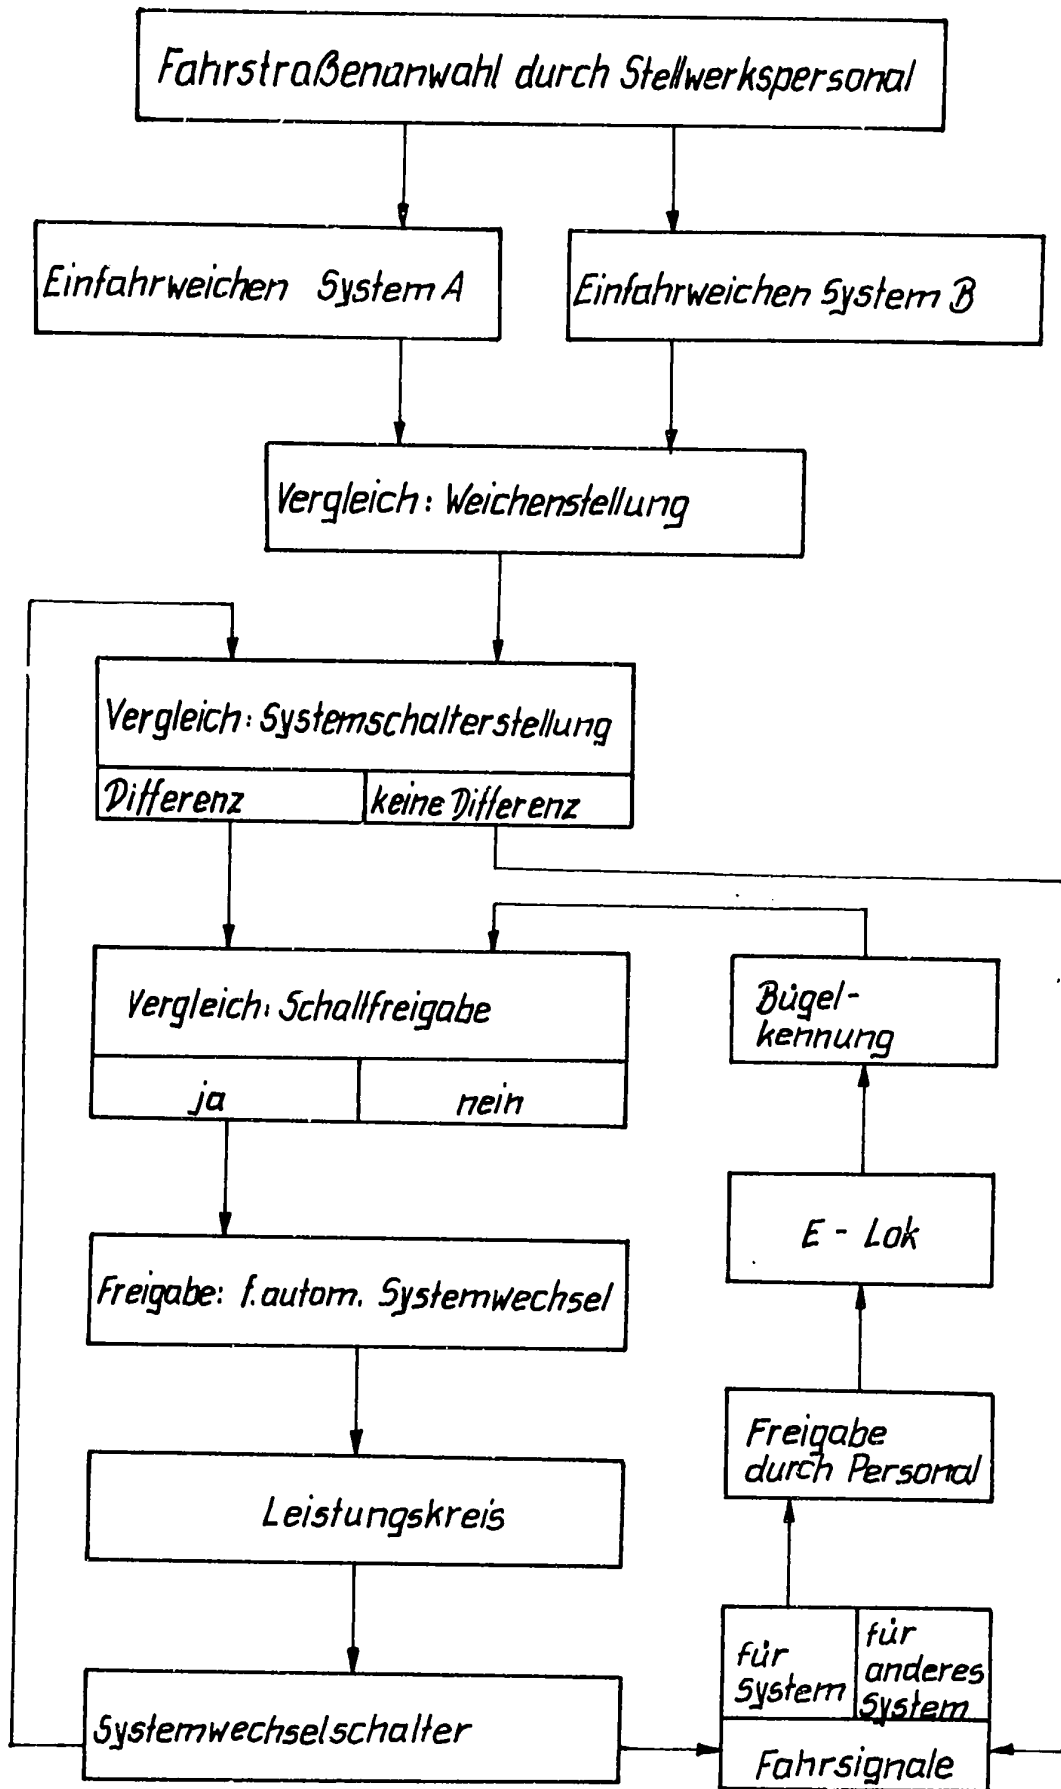 Fahrstraßenanwahl durch Stellwerkspersonal
Einfahrweichen System A
Einfahrweichen System B
Vergleich: Weichenstellung
Vergleich: Systemschalterstellung
Differenz
keine Differenz
Vergleich: Schaltfreigabe
ja
nein
Bügel-
kennung
E - Lok
Freigabe: f. autom. Systemwechsel
Freigabe
durch Personal
Leistungskreis
für
System
für
anderes
System
Systemwechselschalter
Fahrsignale